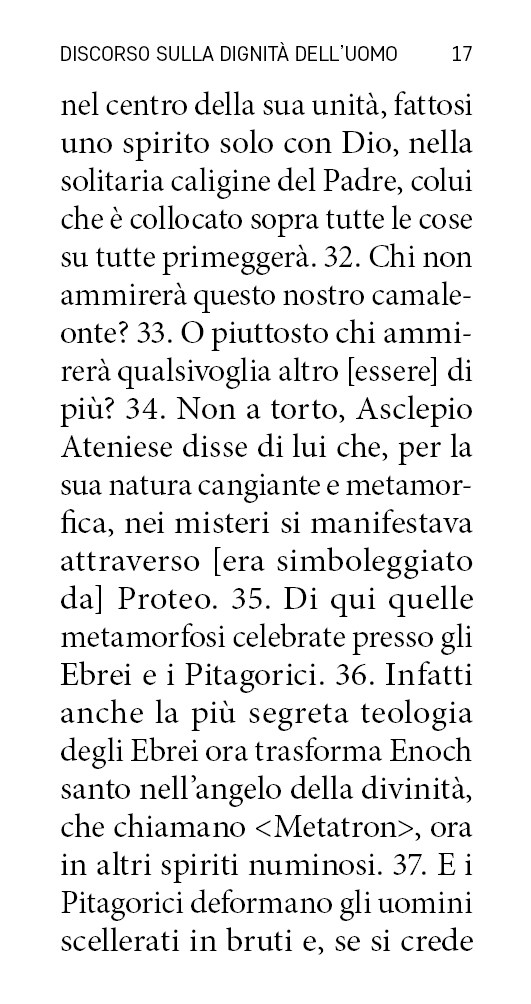 DISCORSO SULLA DIGNITÀ DELL’UOMO 17
nel centro della sua unità, fattosi
uno spirito solo con Dio, nella
solitaria caligine del Padre, colui
che è collocato sopra tutte le cose
su tutte primeggerà. 32. Chi non
ammirerà questo nostro camale-
onte? 33. O piuttosto chi ammi-
rerà qualsivoglia altro [essere] di
più? 34. Non a torto, Asclepio
Ateniese disse di lui che, per la
sua natura cangiante e metamor-
fica, nei misteri si manifestava
attraverso [era simboleggiato
da] Proteo. 35. Di qui quelle
metamorfosi celebrate presso gli
Ebrei e i Pitagorici. 36. Infatti
anche la più segreta teologia
degli Ebrei ora trasforma Enoch
santo nell’angelo della divinità,
che chiamano <Metatron>, ora
in altri spiriti numinosi. 37. E i
Pitagorici deformano gli uomini
scellerati in bruti e, se si crede